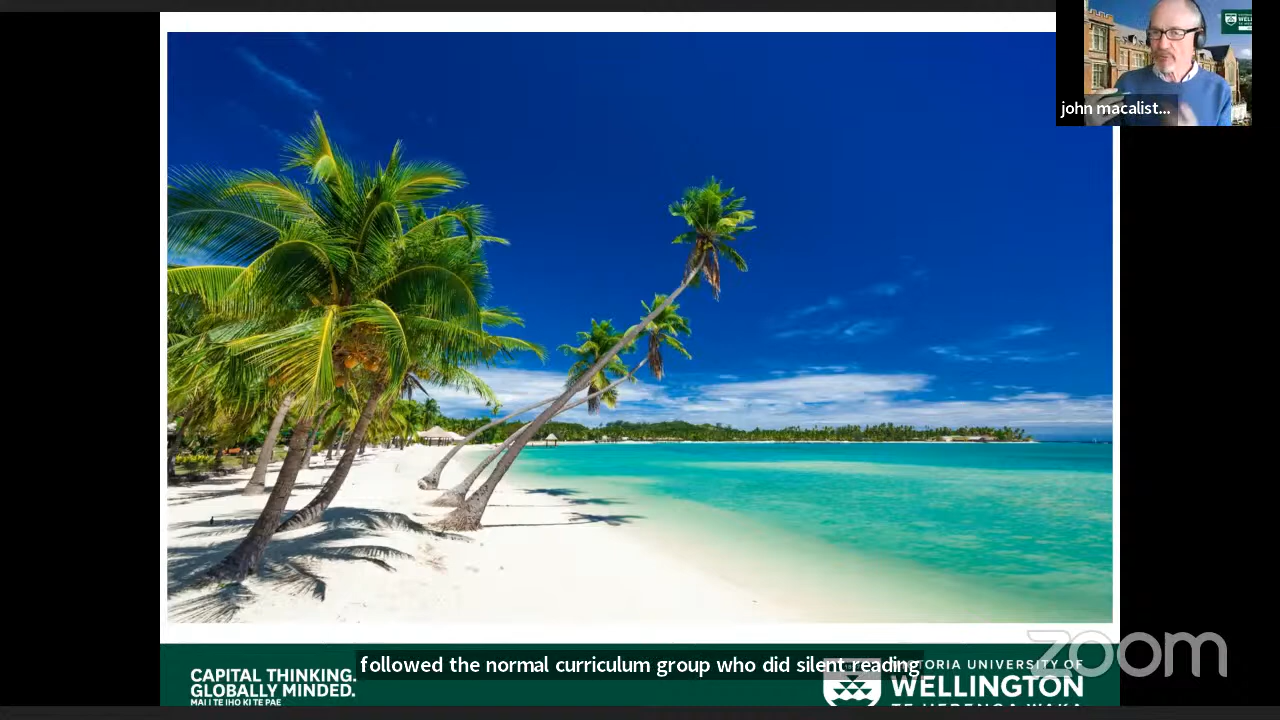 john macalist...
followed the normal curriculum group who did silent reading
CAPITAL THINKING.
GLOBALLY MINDED.
MAI I TE IHO KI TE PAE
UNIVERSITY OF
WELLINGTON
zoom